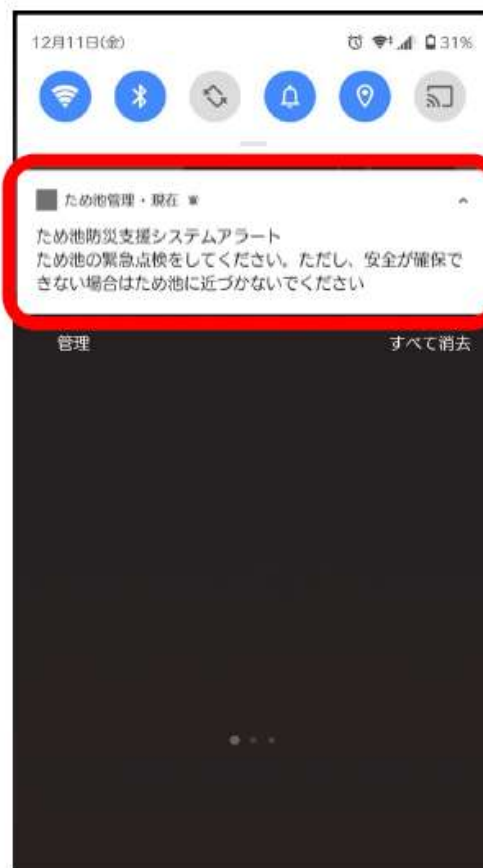 12月11日(金)
31%
ため池管理・現在
ため池防災支援システムアラート
ため池の緊急点検をしてください。ただし、安全が確保で
きない場合はため池に近づかないでください
管理
すべて消去